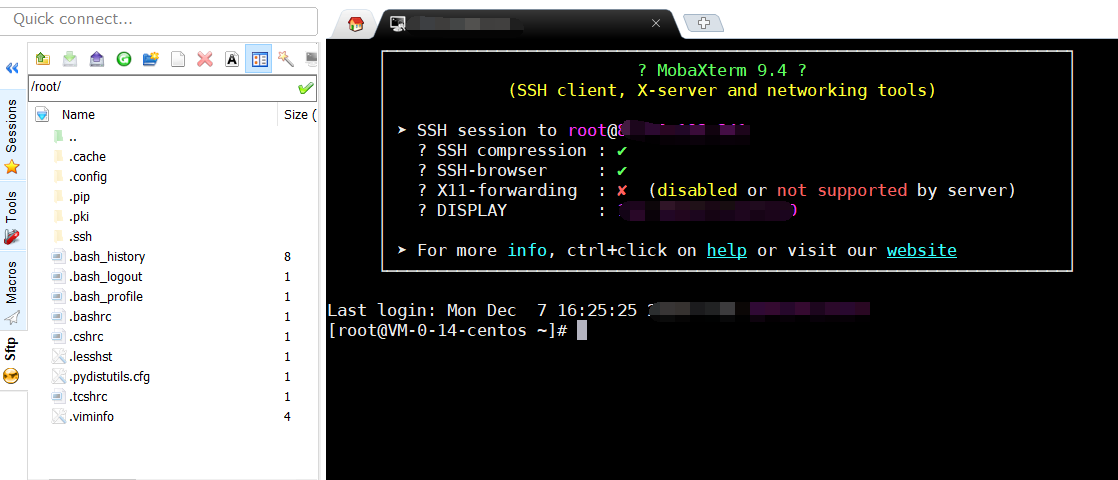 Quick connect...
/root/
Name Size (
..
.cache
.config
.pip
.pki
.ssh
.bash_history 8
.bash_logout 1
.bash_profile 1
.bashrc 1
.cshrc 1
.lesshst 1
.pydistutils.cfg 1
.tcshrc 1
.viminfo 4
Sessions
Tools
Macros
Sftp
? MobaXterm 9.4 ?
(SSH client, X-server and networking tools)
➤ SSH session to root@
? SSH compression : ✔
? SSH-browser : ✔
? X11-forwarding : ✘ (disabled or not supported by server)
? DISPLAY :
➤ For more info, ctrl+click on help or visit our website
Last login: Mon Dec 7 16:25:25
[root@VM-0-14-centos ~]#